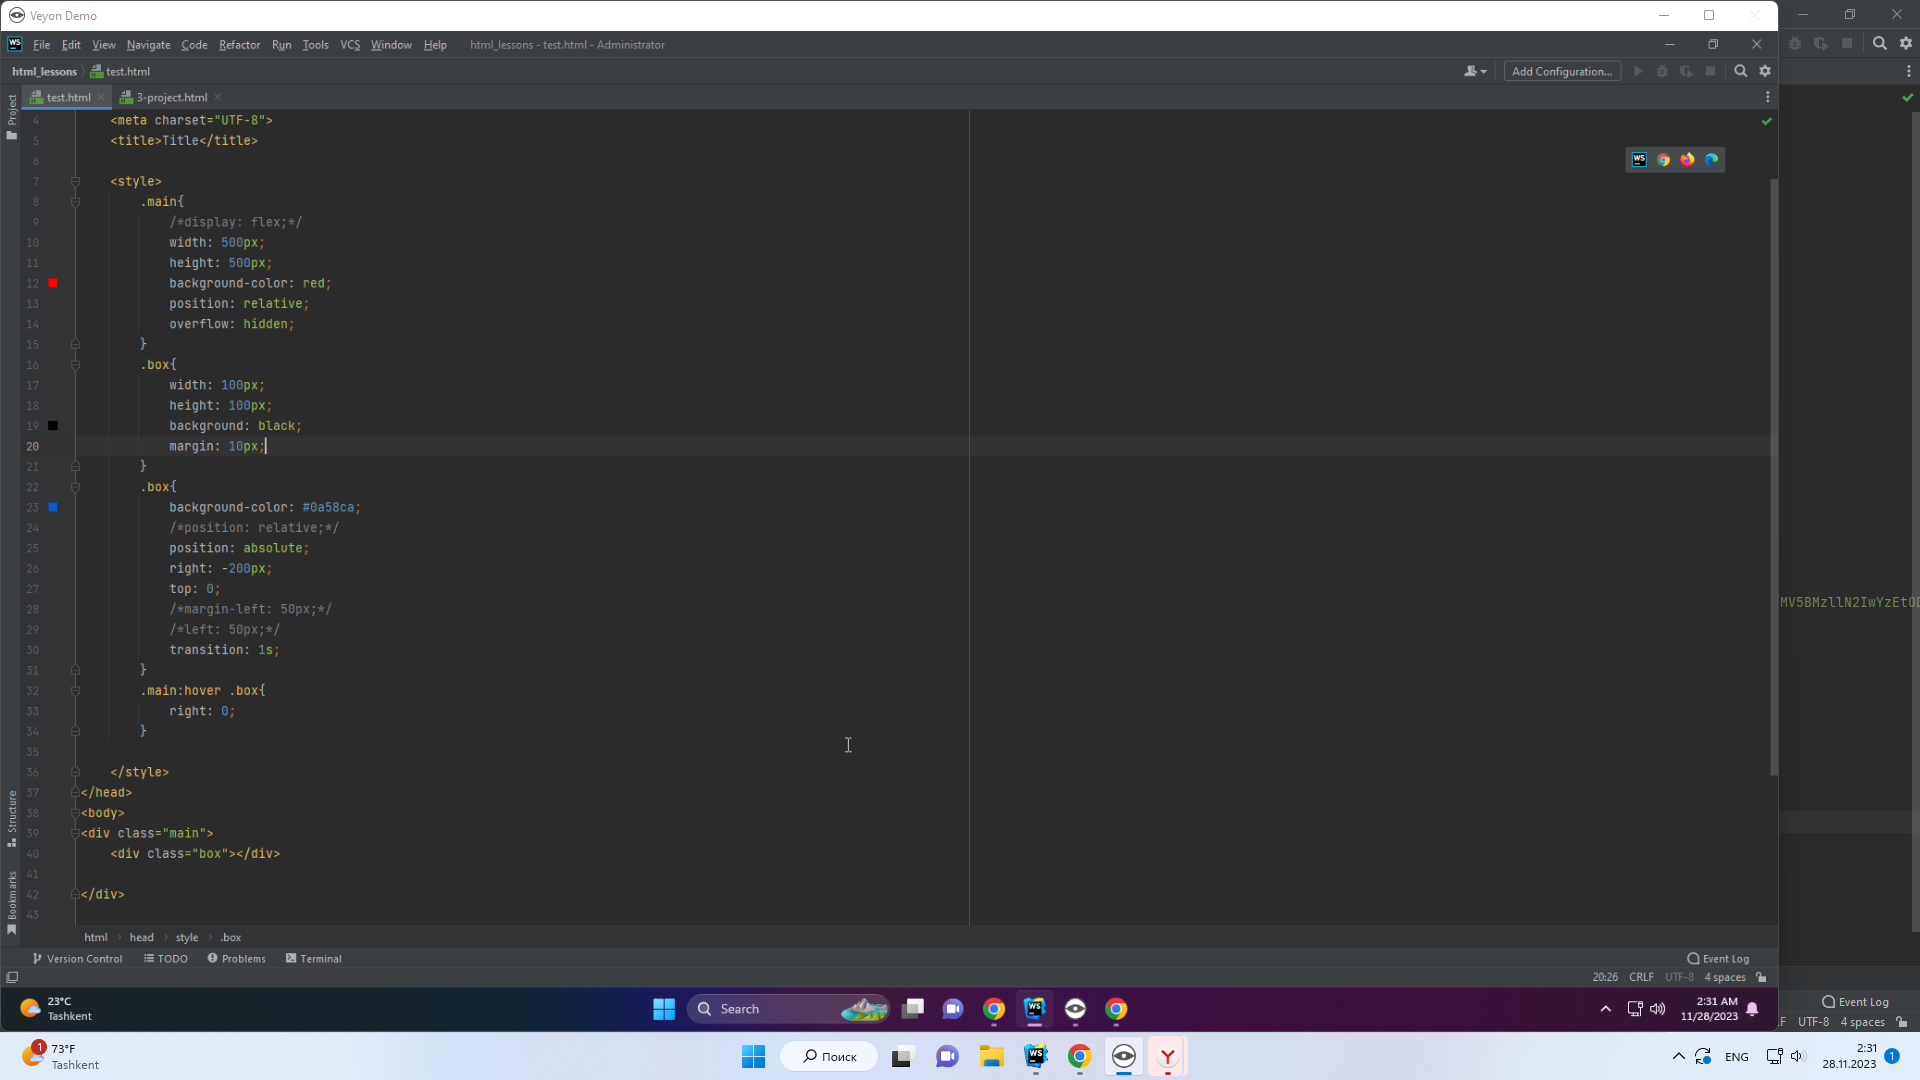 Veyon Demo
WS File Edit View Navigate Code Refactor Run Tools VCS Window Help html_lessons - test.html - Administrator
html_lessons test.html
Add Configuration...
Project
test.html
3-project.html
4 <meta charset="UTF-8">
5 <title>Title</title>
6
7 <style>
8 .main{
9 /*display: flex;*/
10 width: 500px;
11 height: 500px;
12 background-color: red;
13 position: relative;
14 overflow: hidden;
15 }
16 .box{
17 width: 100px;
18 height: 100px;
19 background: black;
20 margin: 10px;
21 }
22 .box{
23 background-color: #0a58ca;
24 /*position: relative;*/
25 position: absolute;
26 right: -200px;
27 top: 0;
28 /*margin-left: 50px;*/
29 /*left: 50px;*/
30 transition: 1s;
31 }
32 .main:hover .box{
33 right: 0;
34 }
35
36 </style>
37 </head>
38 <body>
39 <div class="main">
40 <div class="box"></div>
41
42 </div>
43
WS
MV5BMzllN2IwYzEtOD
Structure
Bookmarks
html head style .box
Version Control TODO Problems Terminal
Event Log
20:26 CRLF UTF-8 4 spaces
23°C
Tashkent
Search
WS
2:31 AM
11/28/2023
Event Log
UTF-8 4 spaces
1
73°F
Tashkent
Поиск
WS
Y
ENG
2:31
28.11.2023
1